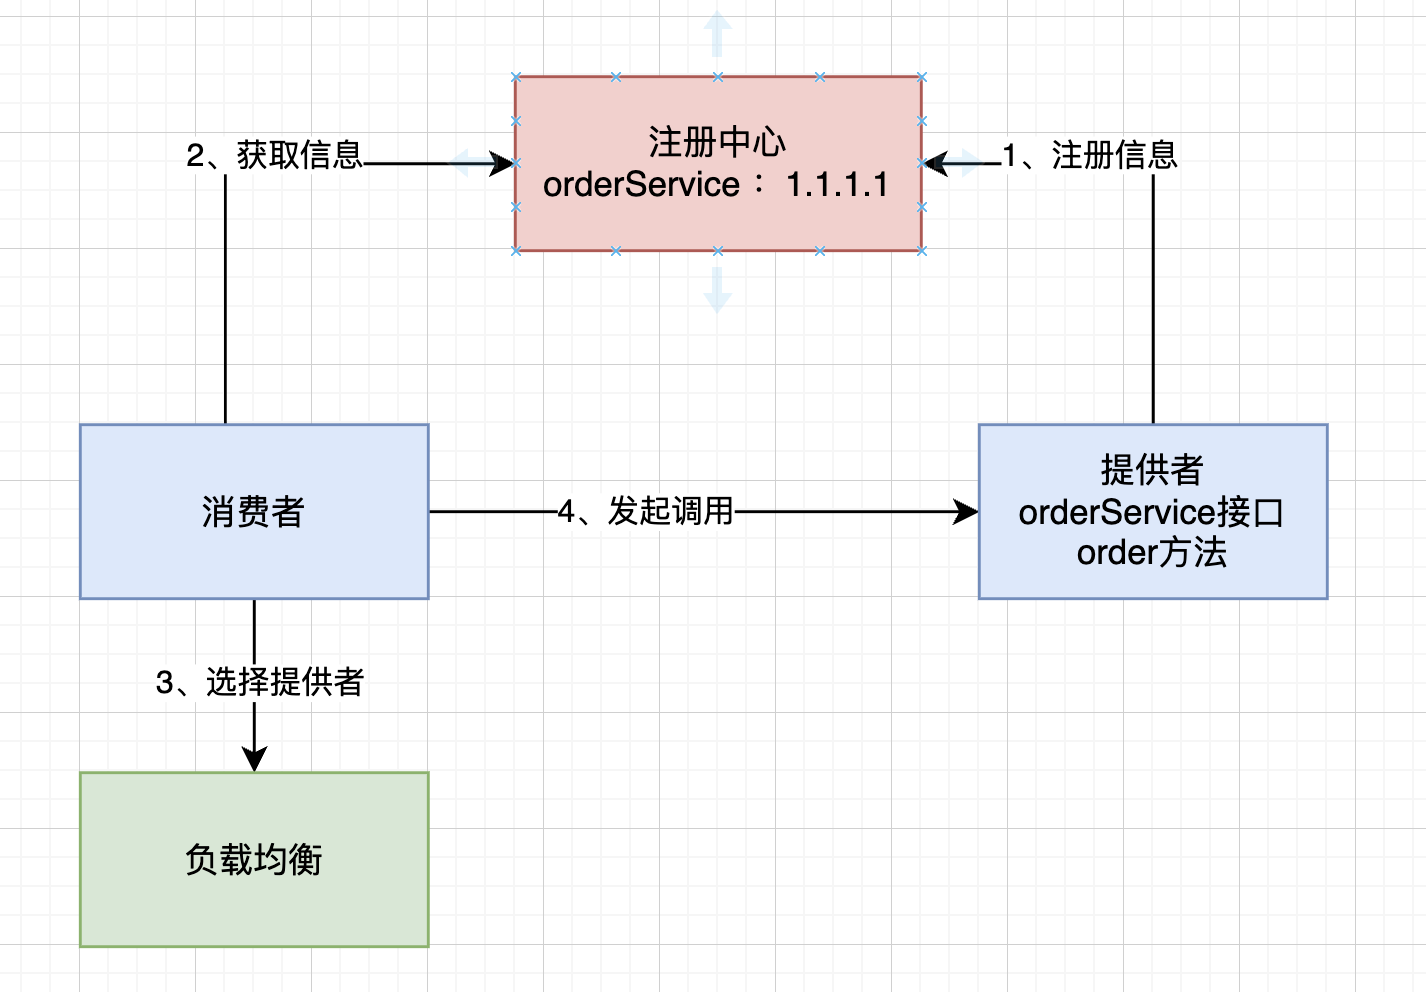 注册中心
orderService： 1.1.1.1
2、获取信息
1、注册信息
消费者
4、发起调用
提供者
orderService接口
order方法
3、选择提供者
负载均衡